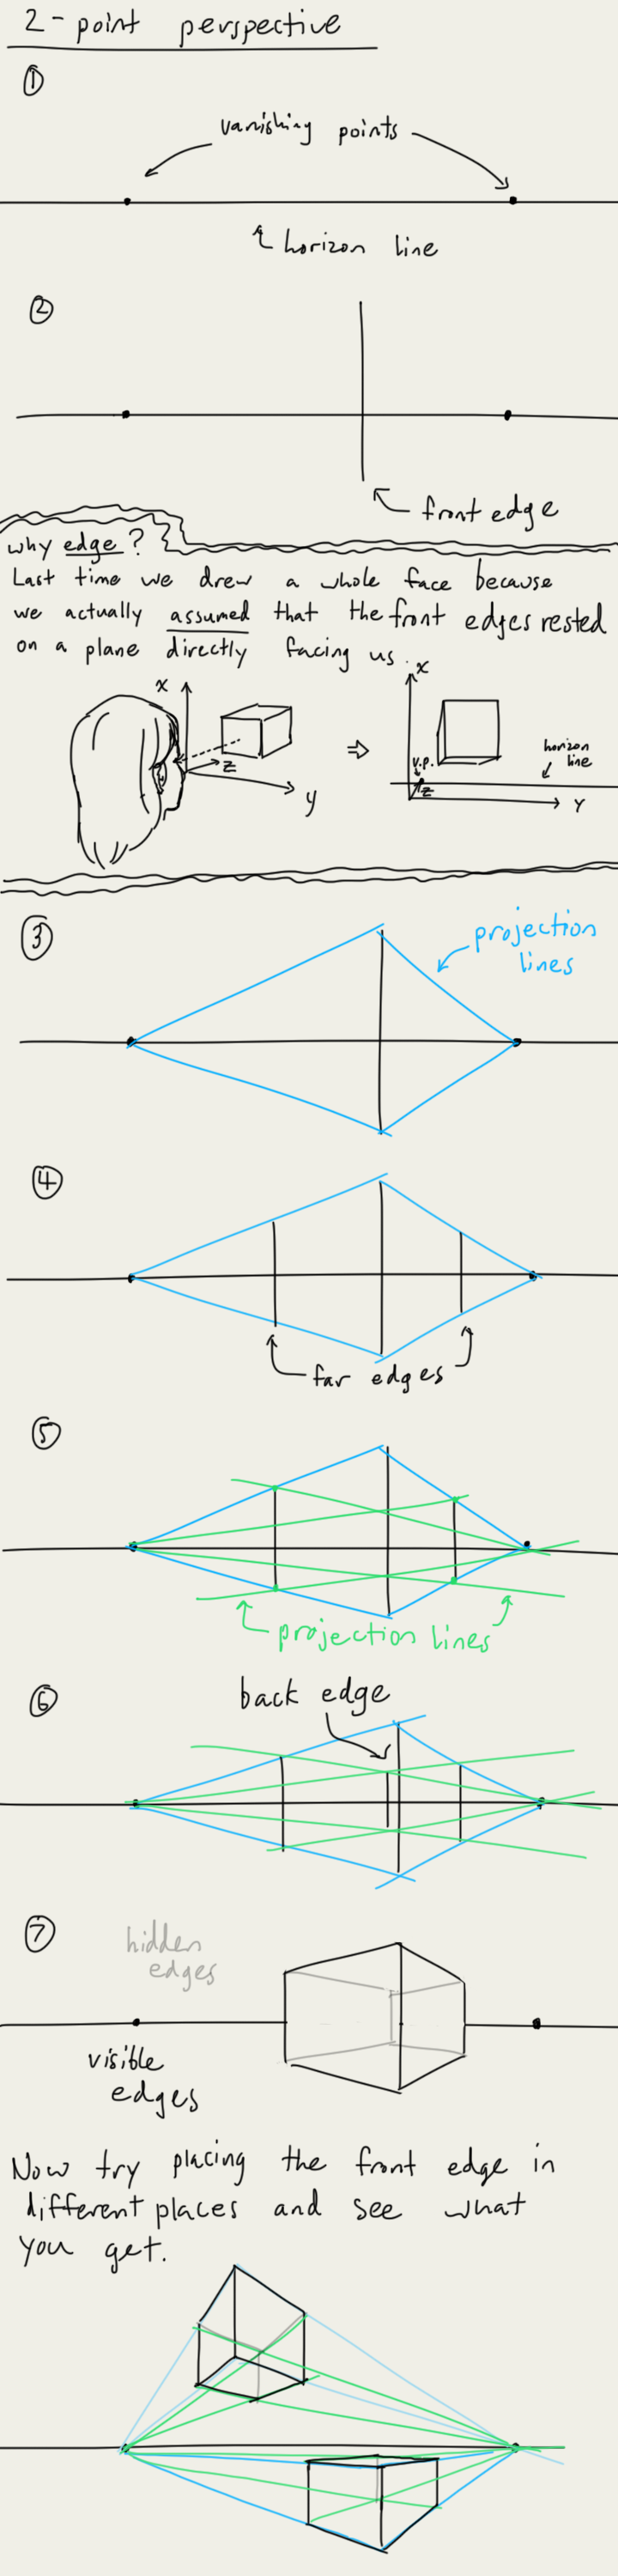 2-point perspective
①
vanishing points
horizon line
②
front edge
why edge?
Last time we drew a whole face because
we actually assumed that the front edges rested
on a plane directly facing us.
x
z
y
⇒
x
v.p.
z
horizon
line
Y
③
projection
lines
④
far edges
⑤
projection lines
⑥
back edge
⑦
hidden
edges
visible
edges
Now try placing the front edge in
different places and see what
you get.